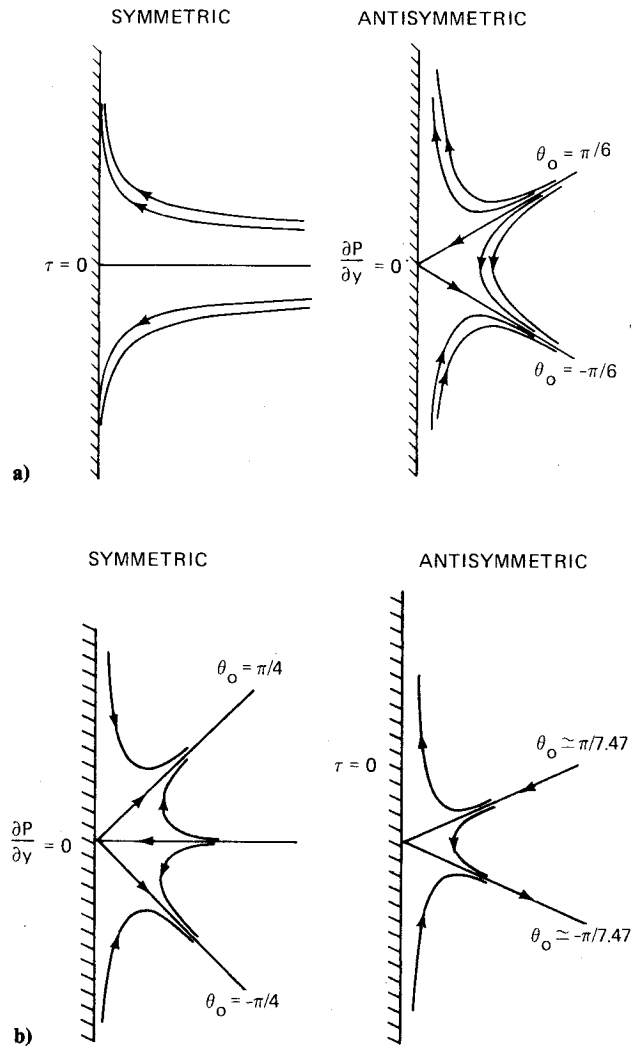 SYMMETRIC
ANTISYMMETRIC
θo = π/6
τ = 0
∂P/∂y = 0
θo = -π/6
a)
SYMMETRIC
ANTISYMMETRIC
θo = π/4
θo ≃ π/7.47
τ = 0
∂P/∂y = 0
θo ≃ -π/7.47
θo = -π/4
b)